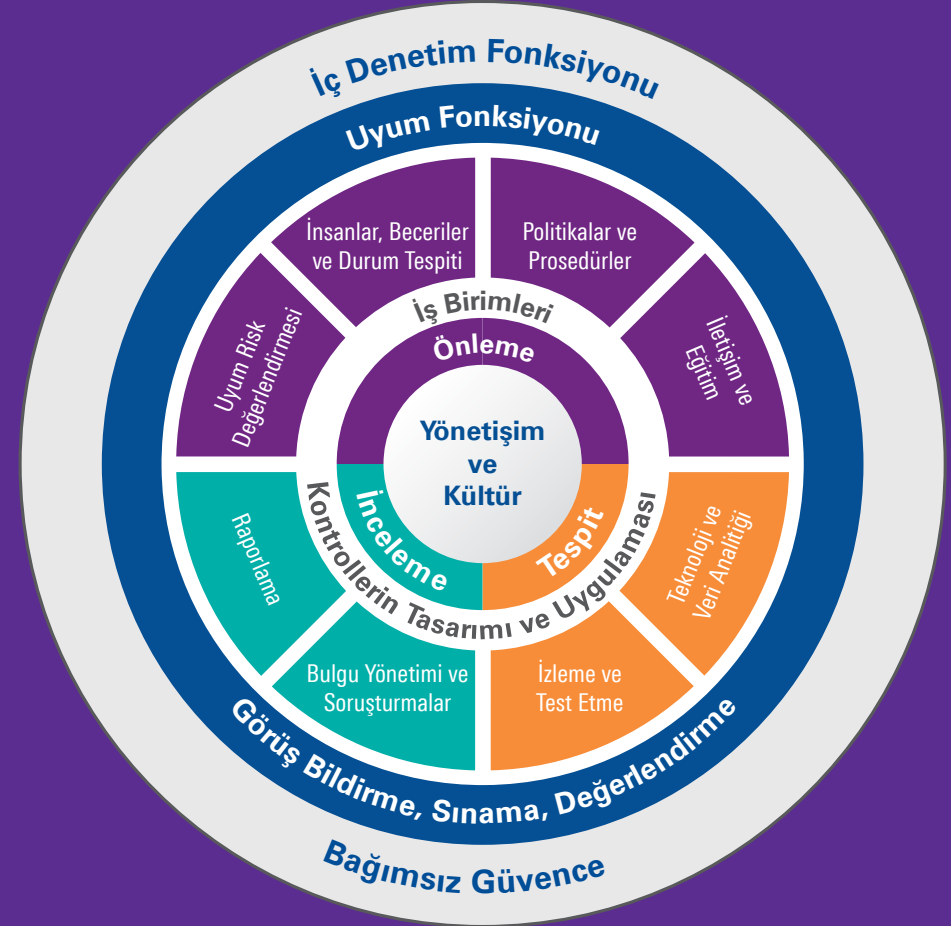 İç Denetim Fonksiyonu
Uyum Fonksiyonu
İnsanlar, Beceriler
ve Durum Tespiti
Politikalar ve
Prosedürler
Uyum Risk
Değerlendirmesi
İş Birimleri
İletişim ve
Eğitim
Önleme
Yönetişim
ve
Kültür
İnceleme
Tespit
Kontrollerin Tasarımı ve Uygulaması
Raporlama
Teknoloji ve
Veri Analitiği
Bulgu Yönetimi ve
Soruşturmalar
İzleme ve
Test Etme
Görüş Bildirme, Sınama, Değerlendirme
Bağımsız Güvence